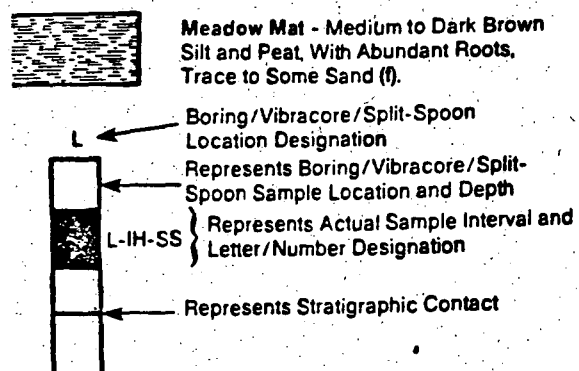 Meadow Mat - Medium to Dark Brown
Silt and Peat, With Abundant Roots,
Trace to Some Sand (f).
L
Boring/Vibracore/Split-Spoon
Location Designation
Represents Boring/Vibracore/Split-
Spoon Sample Location and Depth
L-IH-SS
Represents Actual Sample Interval and
Letter/Number Designation
Represents Stratigraphic Contact